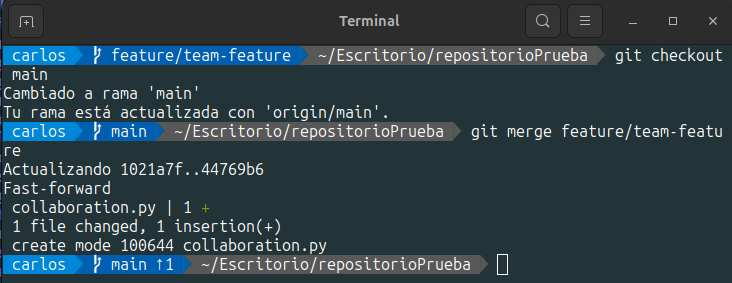 Terminal
carlos feature/team-feature ~/Escritorio/repositorioPrueba git checkout
main
Cambiado a rama 'main'
Tu rama está actualizada con 'origin/main'.
carlos main ~/Escritorio/repositorioPrueba git merge feature/team-featu
re
Actualizando 1021a7f..44769b6
Fast-forward
collaboration.py | 1 +
1 file changed, 1 insertion(+)
create mode 100644 collaboration.py
carlos main ↑1 ~/Escritorio/repositorioPrueba